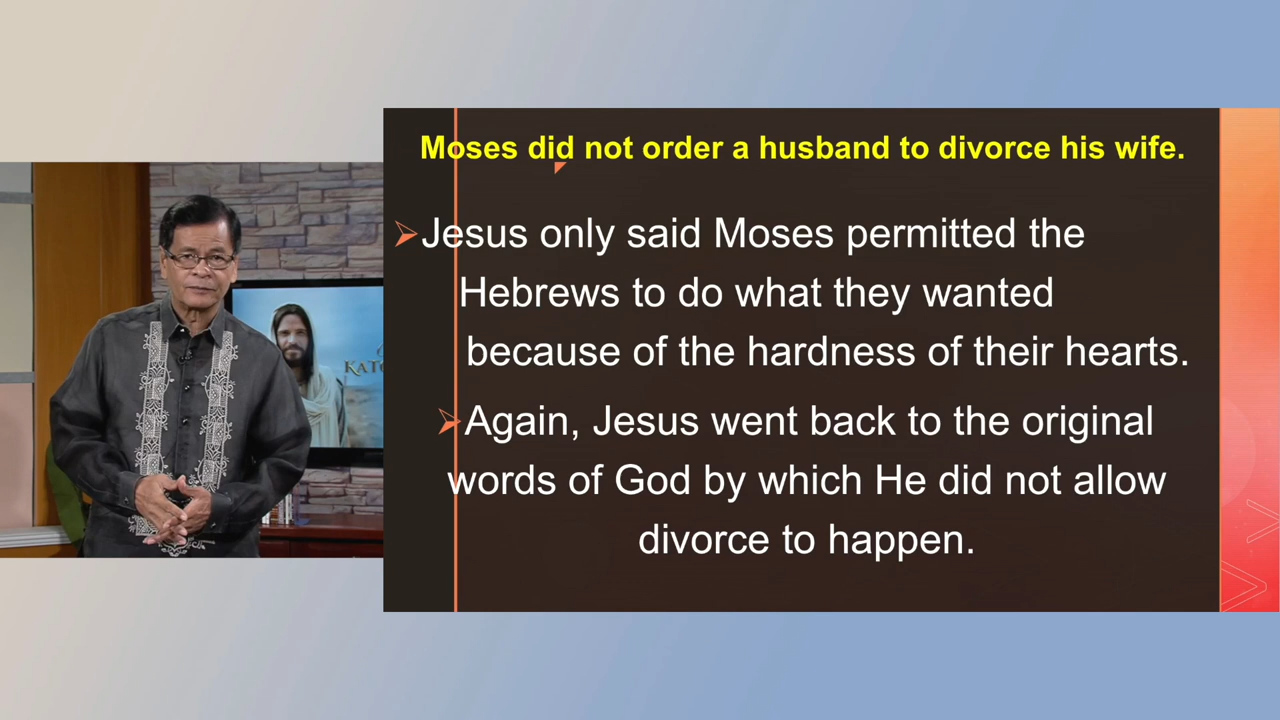 Moses did not order a husband to divorce his wife.
Jesus only said Moses permitted the
Hebrews to do what they wanted
because of the hardness of their hearts.
Again, Jesus went back to the original
words of God by which He did not allow
divorce to happen.